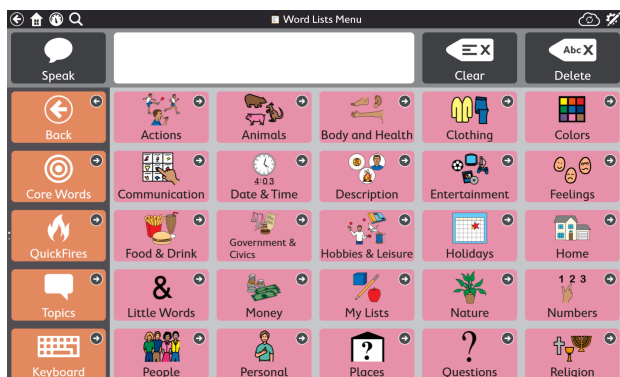 Word Lists Menu
Speak
Clear
Abc X
Delete
Back
Actions
Animals
Body and Health
Clothing
Colors
Core Words
Communication
4:03
Date & Time
Description
Entertainment
Feelings
QuickFires
Food & Drink
Government &
Civics
Hobbies & Leisure
Holidays
Home
Topics
&
Little Words
Money
My Lists
Nature
1 2 3
Numbers
Keyboard
People
Personal
?
Places
?
Questions
Religion